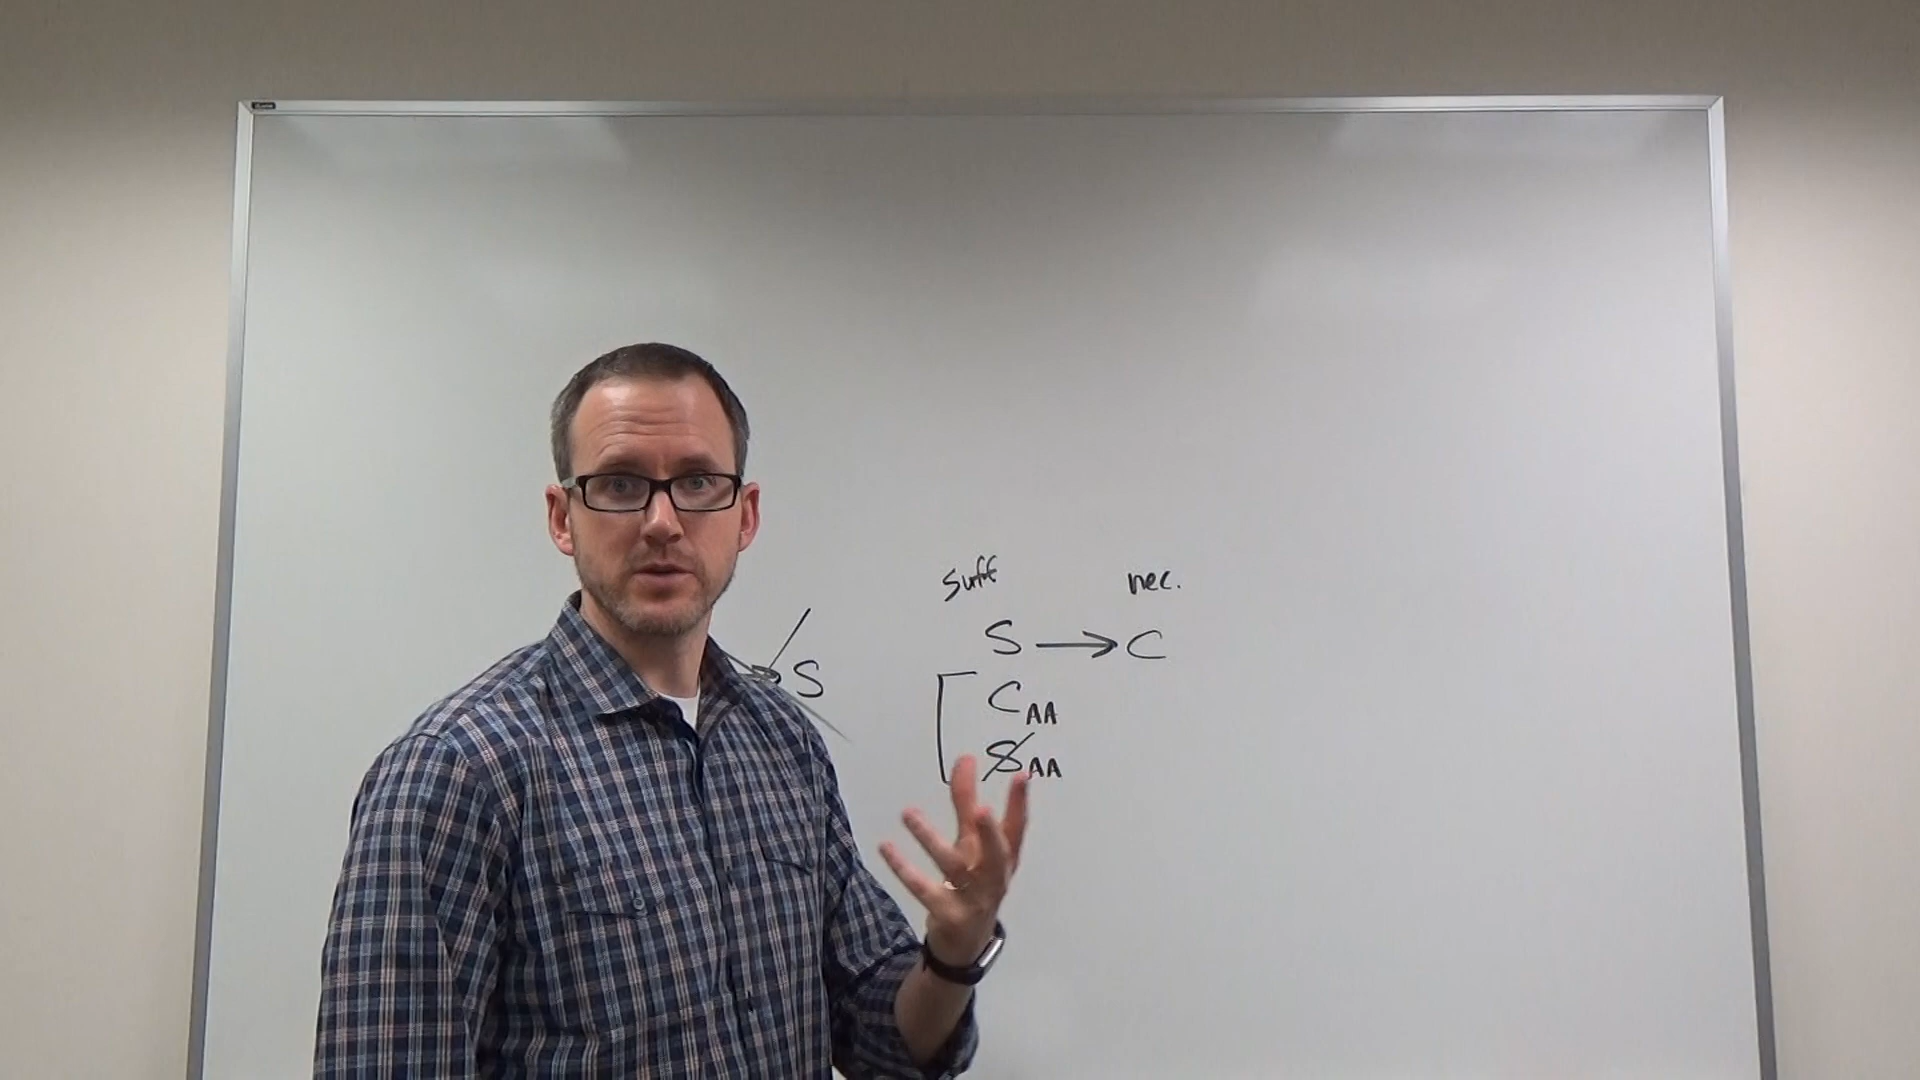 suff nec.
S → C
→ S
C AA
S AA